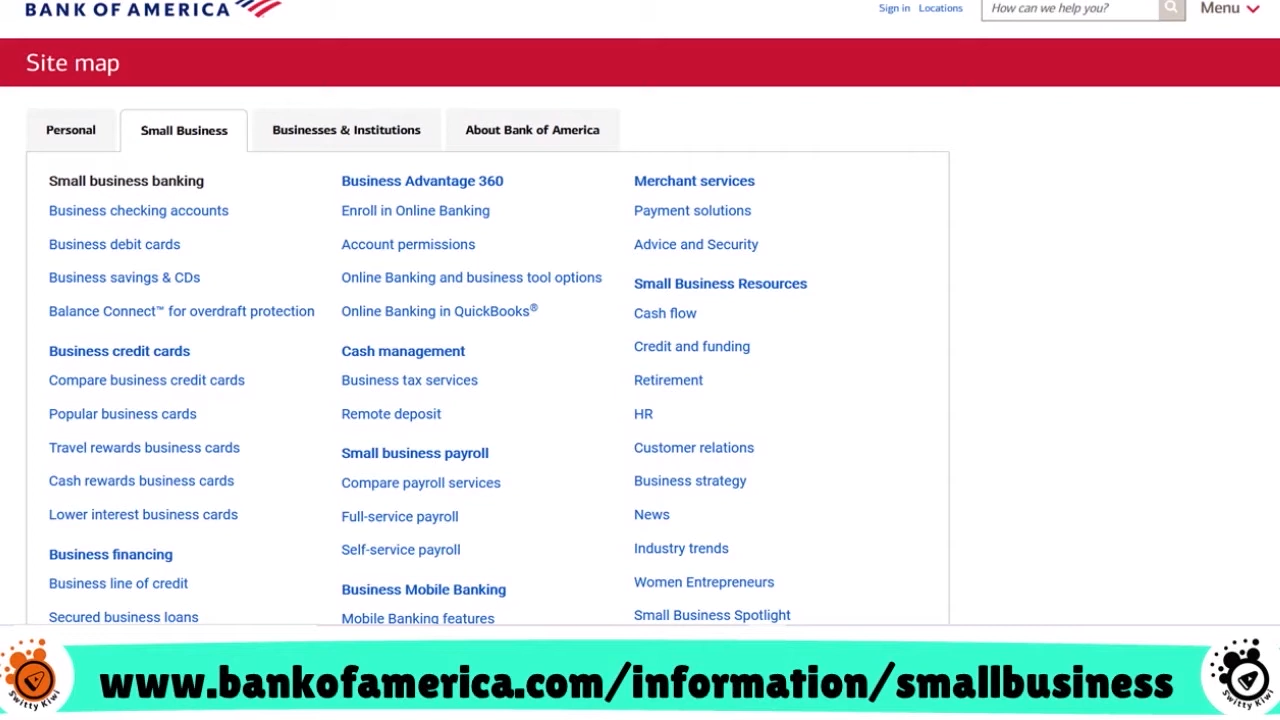 BANK OF AMERICA
Sign in Locations How can we help you? Menu
Site map
Personal Small Business Businesses & Institutions About Bank of America
Small business banking
Business checking accounts
Business debit cards
Business savings & CDs
Balance Connect™ for overdraft protection
Business credit cards
Compare business credit cards
Popular business cards
Travel rewards business cards
Cash rewards business cards
Lower interest business cards
Business financing
Business line of credit
Secured business loans
Business Advantage 360
Enroll in Online Banking
Account permissions
Online Banking and business tool options
Online Banking in QuickBooks®
Cash management
Business tax services
Remote deposit
Small business payroll
Compare payroll services
Full-service payroll
Self-service payroll
Business Mobile Banking
Mobile Banking features
Merchant services
Payment solutions
Advice and Security
Small Business Resources
Cash flow
Credit and funding
Retirement
HR
Customer relations
Business strategy
News
Industry trends
Women Entrepreneurs
Small Business Spotlight
Switty Kiwi
www.bankofamerica.com/information/smallbusiness
Switty Kiwi